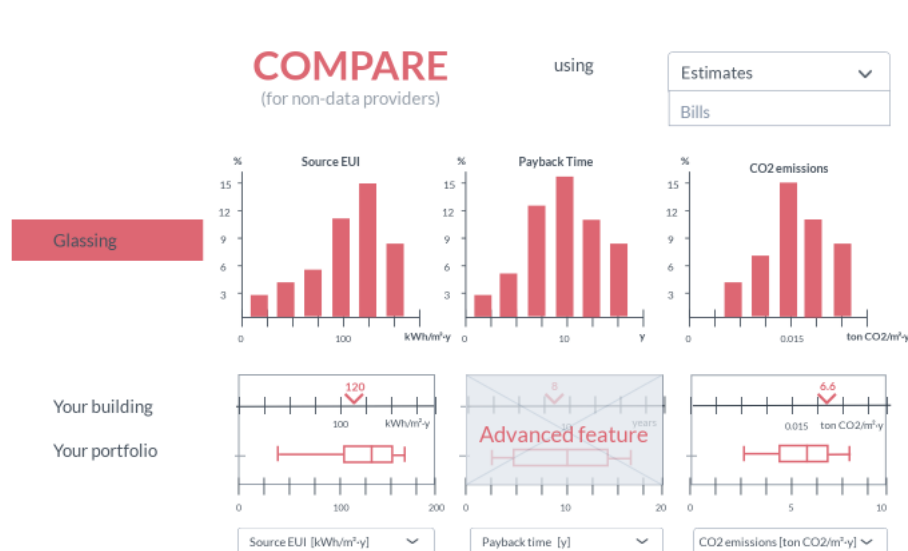 COMPARE
using
(for non-data providers)
Estimates
Bills
% Source EUI
% Payback Time
% CO2 emissions
15 15 15
12 12 12
9 9 9
6 6 6
3 3 3
Glassing
0 100 kWh/m²·y
0 10 y
0 0.015 ton CO2/m²·y
Your building
120
100 kWh/m²·y
8
10 years
6.6
0.015 ton CO2/m²·y
Advanced feature
Your portfolio
0 100 200
0 10 20
0 5 10
Source EUI [kWh/m²·y]
Payback time [y]
CO2 emissions [ton CO2/m²·y]